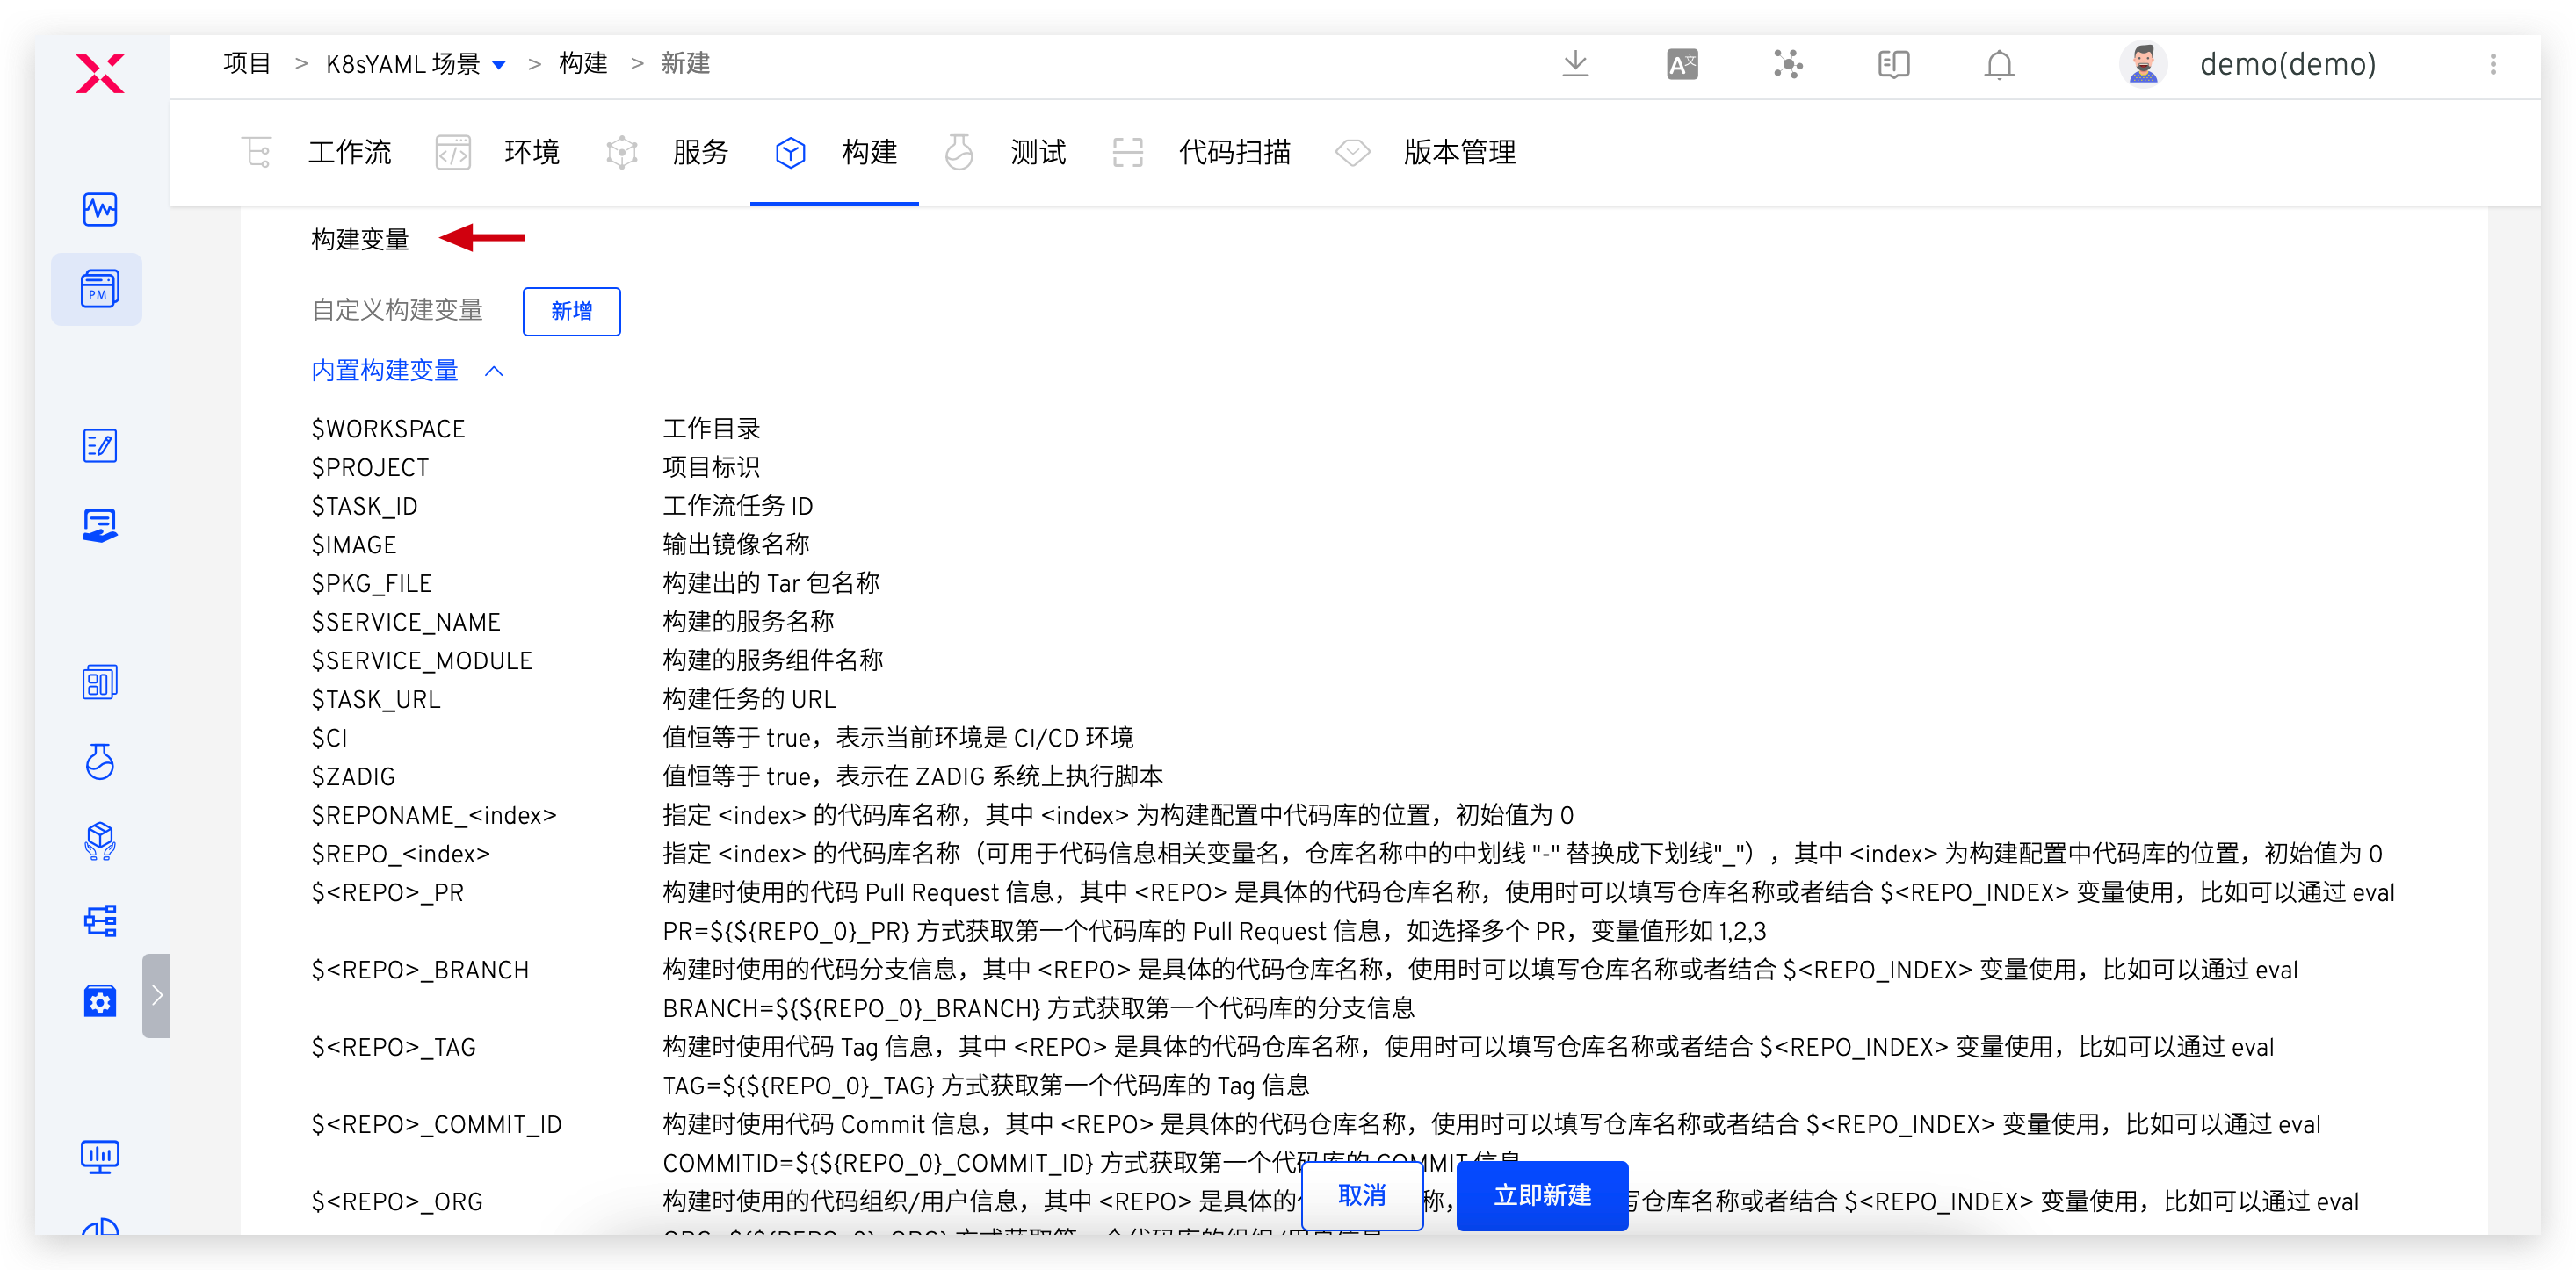 项目 > K8sYAML 场景 > 构建 > 新建
A文
demo(demo)
工作流 环境 服务 构建 测试 代码扫描 版本管理
PM
构建变量
自定义构建变量 新增
内置构建变量
$WORKSPACE 工作目录
$PROJECT 项目标识
$TASK_ID 工作流任务 ID
$IMAGE 输出镜像名称
$PKG_FILE 构建出的 Tar 包名称
$SERVICE_NAME 构建的服务名称
$SERVICE_MODULE 构建的服务组件名称
$TASK_URL 构建任务的 URL
$CI 值恒等于 true，表示当前环境是 CI/CD 环境
$ZADIG 值恒等于 true，表示在 ZADIG 系统上执行脚本
$REPONAME_<index> 指定 <index> 的代码库名称，其中 <index> 为构建配置中代码库的位置，初始值为 0
$REPO_<index> 指定 <index> 的代码库名称（可用于代码信息相关变量名，仓库名称中的中划线 "-" 替换成下划线"_"），其中 <index> 为构建配置中代码库的位置，初始值为 0
$<REPO>_PR 构建时使用的代码 Pull Request 信息，其中 <REPO> 是具体的代码仓库名称，使用时可以填写仓库名称或者结合 $<REPO_INDEX> 变量使用，比如可以通过 eval
PR=${${REPO_0}_PR} 方式获取第一个代码库的 Pull Request 信息，如选择多个 PR，变量值形如 1,2,3
$<REPO>_BRANCH 构建时使用的代码分支信息，其中 <REPO> 是具体的代码仓库名称，使用时可以填写仓库名称或者结合 $<REPO_INDEX> 变量使用，比如可以通过 eval
BRANCH=${${REPO_0}_BRANCH} 方式获取第一个代码库的分支信息
$<REPO>_TAG 构建时使用代码 Tag 信息，其中 <REPO> 是具体的代码仓库名称，使用时可以填写仓库名称或者结合 $<REPO_INDEX> 变量使用，比如可以通过 eval
TAG=${${REPO_0}_TAG} 方式获取第一个代码库的 Tag 信息
$<REPO>_COMMIT_ID 构建时使用代码 Commit 信息，其中 <REPO> 是具体的代码仓库名称，使用时可以填写仓库名称或者结合 $<REPO_INDEX> 变量使用，比如可以通过 eval
COMMITID=${${REPO_0}_COMMIT_ID} 方式获取第一个代码库的 COMMIT 信息
$<REPO>_ORG 构建时使用的代码组织/用户信息，其中 <REPO> 是具体的 称， 写仓库名称或者结合 $<REPO_INDEX> 变量使用，比如可以通过 eval
取消 立即新建